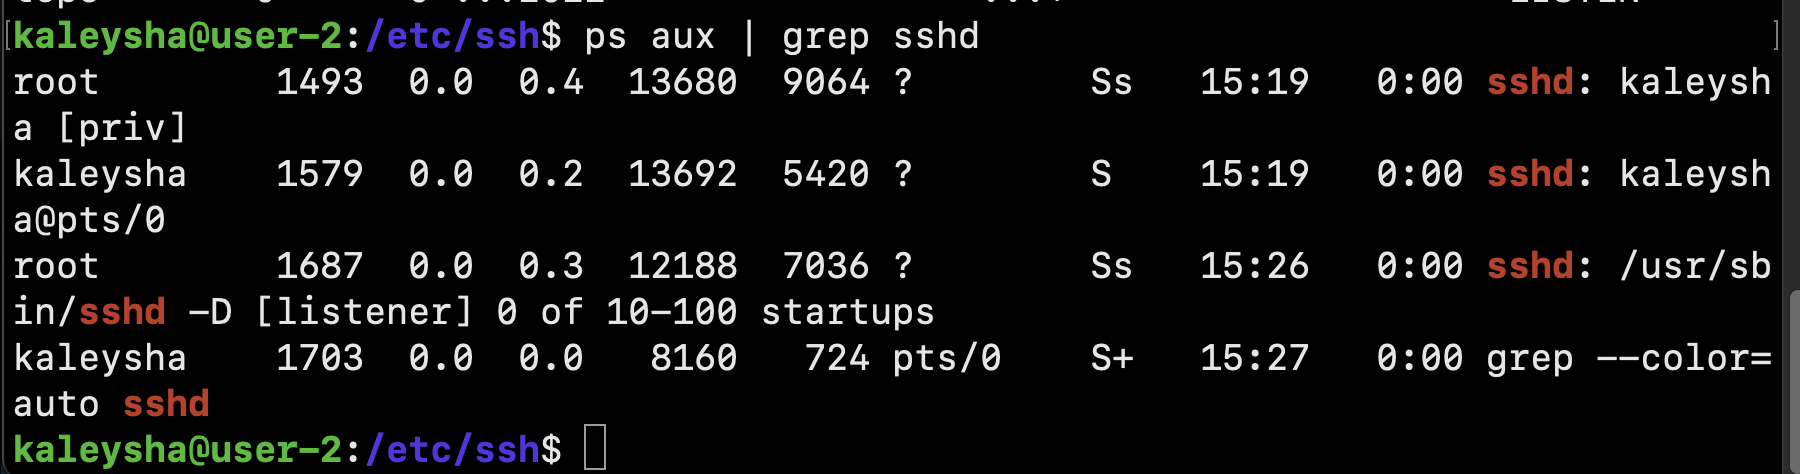 kaleysha@user-2:/etc/ssh$ ps aux | grep sshd
root        1493  0.0  0.4  13680  9064 ?        Ss   15:19   0:00 sshd: kaleysh
a [priv]
kaleysha    1579  0.0  0.2  13692  5420 ?        S    15:19   0:00 sshd: kaleysh
a@pts/0
root        1687  0.0  0.3  12188  7036 ?        Ss   15:26   0:00 sshd: /usr/sb
in/sshd -D [listener] 0 of 10-100 startups
kaleysha    1703  0.0  0.0   8160   724 pts/0    S+   15:27   0:00 grep --color=
auto sshd
kaleysha@user-2:/etc/ssh$